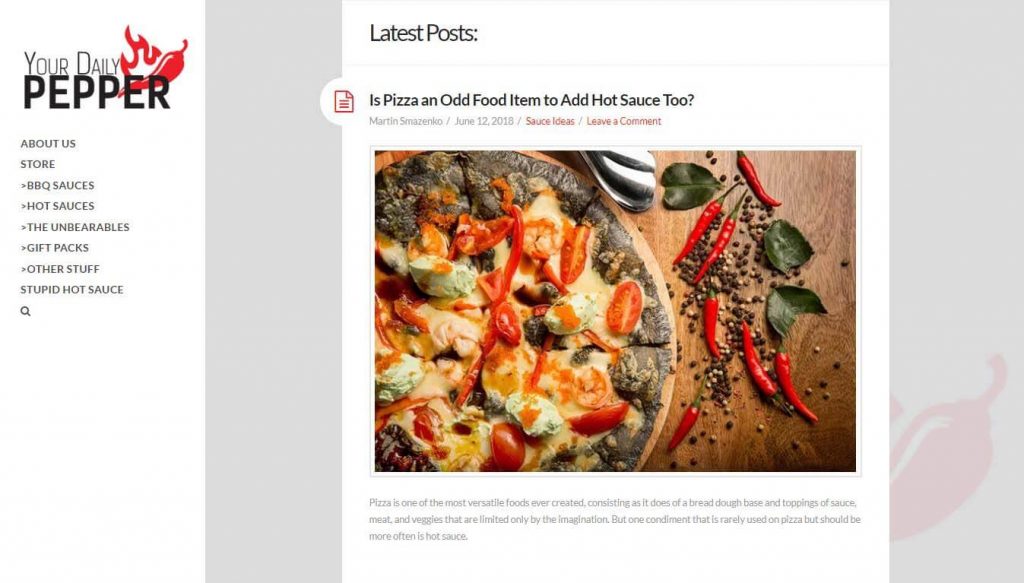 YOUR DAILY
PEPPER
ABOUT US
STORE
>BBQ SAUCES
>HOT SAUCES
>THE UNBEARABLES
>GIFT PACKS
>OTHER STUFF
STUPID HOT SAUCE
Latest Posts:
Is Pizza an Odd Food Item to Add Hot Sauce Too?
Martin Smazenko / June 12, 2018 / Sauce Ideas / Leave a Comment
Pizza is one of the most versatile foods ever created, consisting as it does of a bread dough base and toppings of sauce,
meat, and veggies that are limited only by the imagination. But one condiment that is rarely used on pizza but should be
more often is hot sauce.